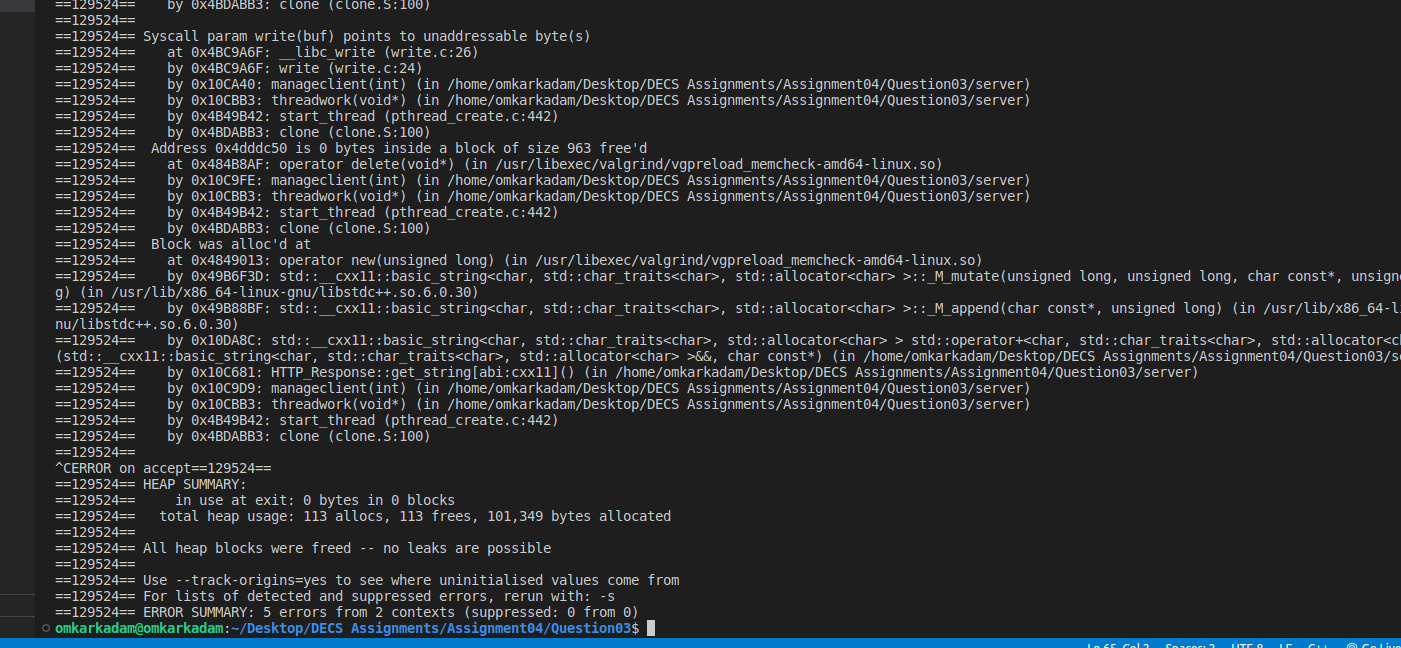 ==129524==    by 0x4BDABB3: clone (clone.S:100)
==129524==
==129524== Syscall param write(buf) points to unaddressable byte(s)
==129524==    at 0x4BC9A6F: __libc_write (write.c:26)
==129524==    by 0x4BC9A6F: write (write.c:24)
==129524==    by 0x10CA40: manageclient(int) (in /home/omkarkadam/Desktop/DECS Assignments/Assignment04/Question03/server)
==129524==    by 0x10CBB3: threadwork(void*) (in /home/omkarkadam/Desktop/DECS Assignments/Assignment04/Question03/server)
==129524==    by 0x4B49B42: start_thread (pthread_create.c:442)
==129524==    by 0x4BDABB3: clone (clone.S:100)
==129524==  Address 0x4dddc50 is 0 bytes inside a block of size 963 free'd
==129524==    at 0x484B8AF: operator delete(void*) (in /usr/libexec/valgrind/vgpreload_memcheck-amd64-linux.so)
==129524==    by 0x10C9FE: manageclient(int) (in /home/omkarkadam/Desktop/DECS Assignments/Assignment04/Question03/server)
==129524==    by 0x10CBB3: threadwork(void*) (in /home/omkarkadam/Desktop/DECS Assignments/Assignment04/Question03/server)
==129524==    by 0x4B49B42: start_thread (pthread_create.c:442)
==129524==    by 0x4BDABB3: clone (clone.S:100)
==129524==  Block was alloc'd at
==129524==    at 0x4849013: operator new(unsigned long) (in /usr/libexec/valgrind/vgpreload_memcheck-amd64-linux.so)
==129524==    by 0x49B6F3D: std::__cxx11::basic_string<char, std::char_traits<char>, std::allocator<char> >::_M_mutate(unsigned long, unsigned long, char const*, unsign
g) (in /usr/lib/x86_64-linux-gnu/libstdc++.so.6.0.30)
==129524==    by 0x49B88BF: std::__cxx11::basic_string<char, std::char_traits<char>, std::allocator<char> >::_M_append(char const*, unsigned long) (in /usr/lib/x86_64-l
nu/libstdc++.so.6.0.30)
==129524==    by 0x10DA8C: std::__cxx11::basic_string<char, std::char_traits<char>, std::allocator<char> > std::operator+<char, std::char_traits<char>, std::allocator<c
(std::__cxx11::basic_string<char, std::char_traits<char>, std::allocator<char> >&&, char const*) (in /home/omkarkadam/Desktop/DECS Assignments/Assignment04/Question03/s
==129524==    by 0x10C681: HTTP_Response::get_string[abi:cxx11]() (in /home/omkarkadam/Desktop/DECS Assignments/Assignment04/Question03/server)
==129524==    by 0x10C9D9: manageclient(int) (in /home/omkarkadam/Desktop/DECS Assignments/Assignment04/Question03/server)
==129524==    by 0x10CBB3: threadwork(void*) (in /home/omkarkadam/Desktop/DECS Assignments/Assignment04/Question03/server)
==129524==    by 0x4B49B42: start_thread (pthread_create.c:442)
==129524==    by 0x4BDABB3: clone (clone.S:100)
==129524==
^CERROR on accept==129524==
==129524== HEAP SUMMARY:
==129524==     in use at exit: 0 bytes in 0 blocks
==129524==   total heap usage: 113 allocs, 113 frees, 101,349 bytes allocated
==129524==
==129524== All heap blocks were freed -- no leaks are possible
==129524==
==129524== Use --track-origins=yes to see where uninitialised values come from
==129524== For lists of detected and suppressed errors, rerun with: -s
==129524== ERROR SUMMARY: 5 errors from 2 contexts (suppressed: 0 from 0)
omkarkadam@omkarkadam:~/Desktop/DECS Assignments/Assignment04/Question03$